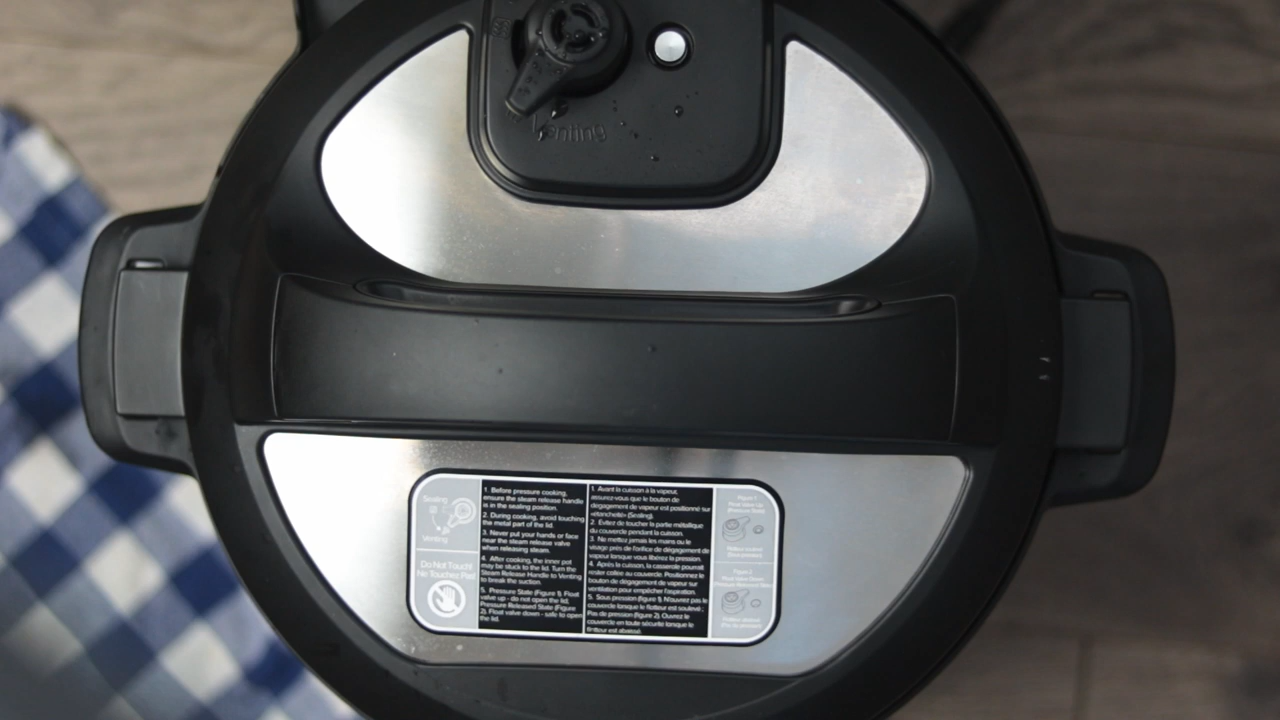 Venting
Sealing
Venting
Do Not Touch!
Ne Touchez Pas!
1. Before pressure cooking,
ensure the steam release handle
is in the sealing position.
2. During cooking, avoid touching
the metal part of the lid.
3. Never put your hands or face
near the steam release valve
when releasing steam.
4. After cooking, the inner pot
may be stuck to the lid. Turn the
Steam Release Handle to Venting
to break the suction.
5. Pressure State (Figure 1). Float
valve up - do not open the lid.
Pressure Released State (Figure
2). Float valve down - safe to open
the lid.
1. Avant la cuisson à la vapeur,
assurez-vous que le bouton de
dégagement de vapeur est positionné sur
«étanchéité» (Sealing).
2. Évitez de toucher la partie métallique
du couvercle pendant la cuisson.
3. Ne mettez jamais les mains ou le
visage près de l'orifice de dégagement de
vapeur lorsque vous libérez la pression.
4. Après la cuisson, la casserole pourrait
rester collée au couvercle. Positionnez le
bouton de dégagement de vapeur sur
ventilation pour empêcher l'aspiration.
5. Sous pression (figure 1). N'ouvrez pas le
couvercle lorsque le flotteur est soulevé;
Pas de pression (figure 2). Ouvrez le
couvercle en toute sécurité lorsque le
flotteur est abaissé.
Figure 1
Float Valve Up
Figure 2
Float Valve Down